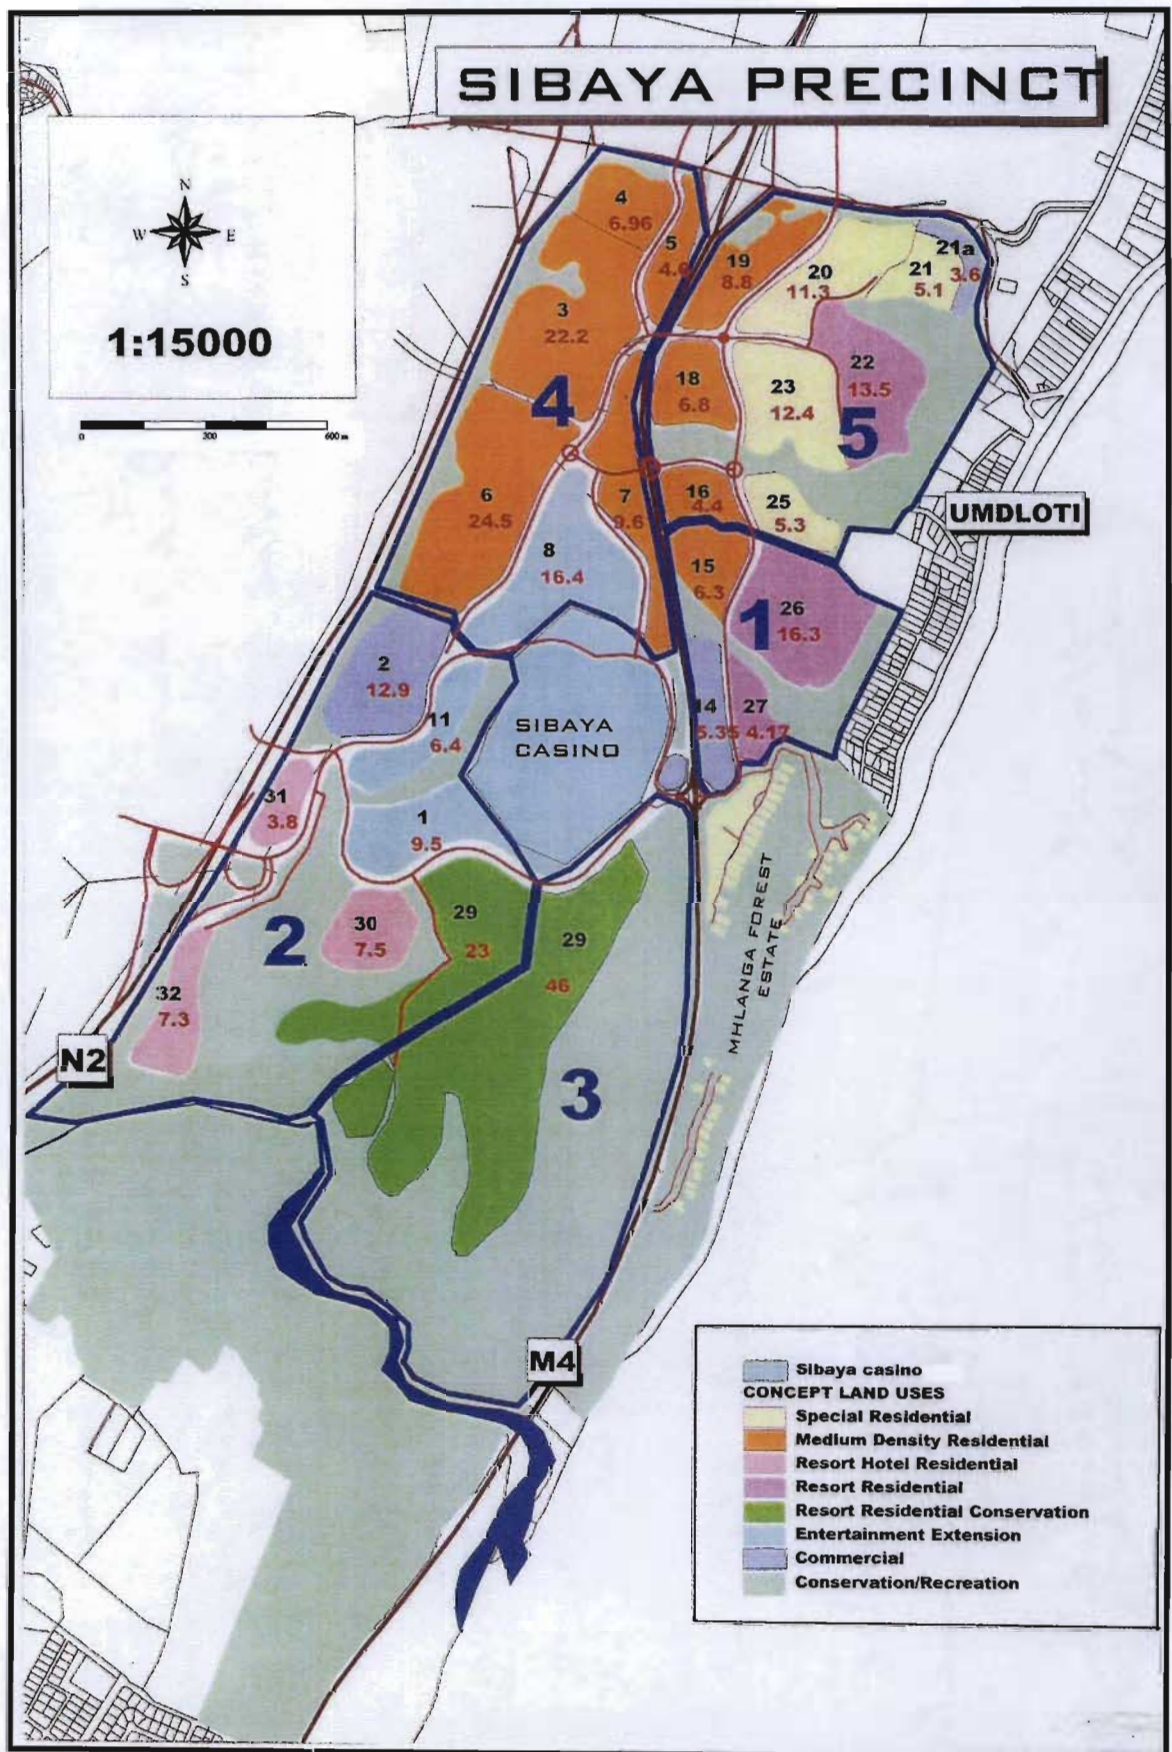 SIBAYA PRECINCT
N
W E
S
1:15000
0 300 600 m
4
6.96
5
19
8.8
20
11.3
21a
21
3.6
5.1
3
22.2
4
18
6.8
23
12.4
22
13.5
5
6
24.5
7
9.6
16
4.4
25
5.3
UMDLOTI
8
16.4
15
6.3
1
26
16.3
2
12.9
11
6.4
SIBAYA
CASINO
14
5.35
27
4.17
31
3.8
1
9.5
2
30
7.5
29
23
29
46
32
7.3
MHLANGA FOREST
ESTATE
N2
3
M4
Sibaya casino
CONCEPT LAND USES
Special Residential
Medium Density Residential
Resort Hotel Residential
Resort Residential
Resort Residential Conservation
Entertainment Extension
Commercial
Conservation/Recreation